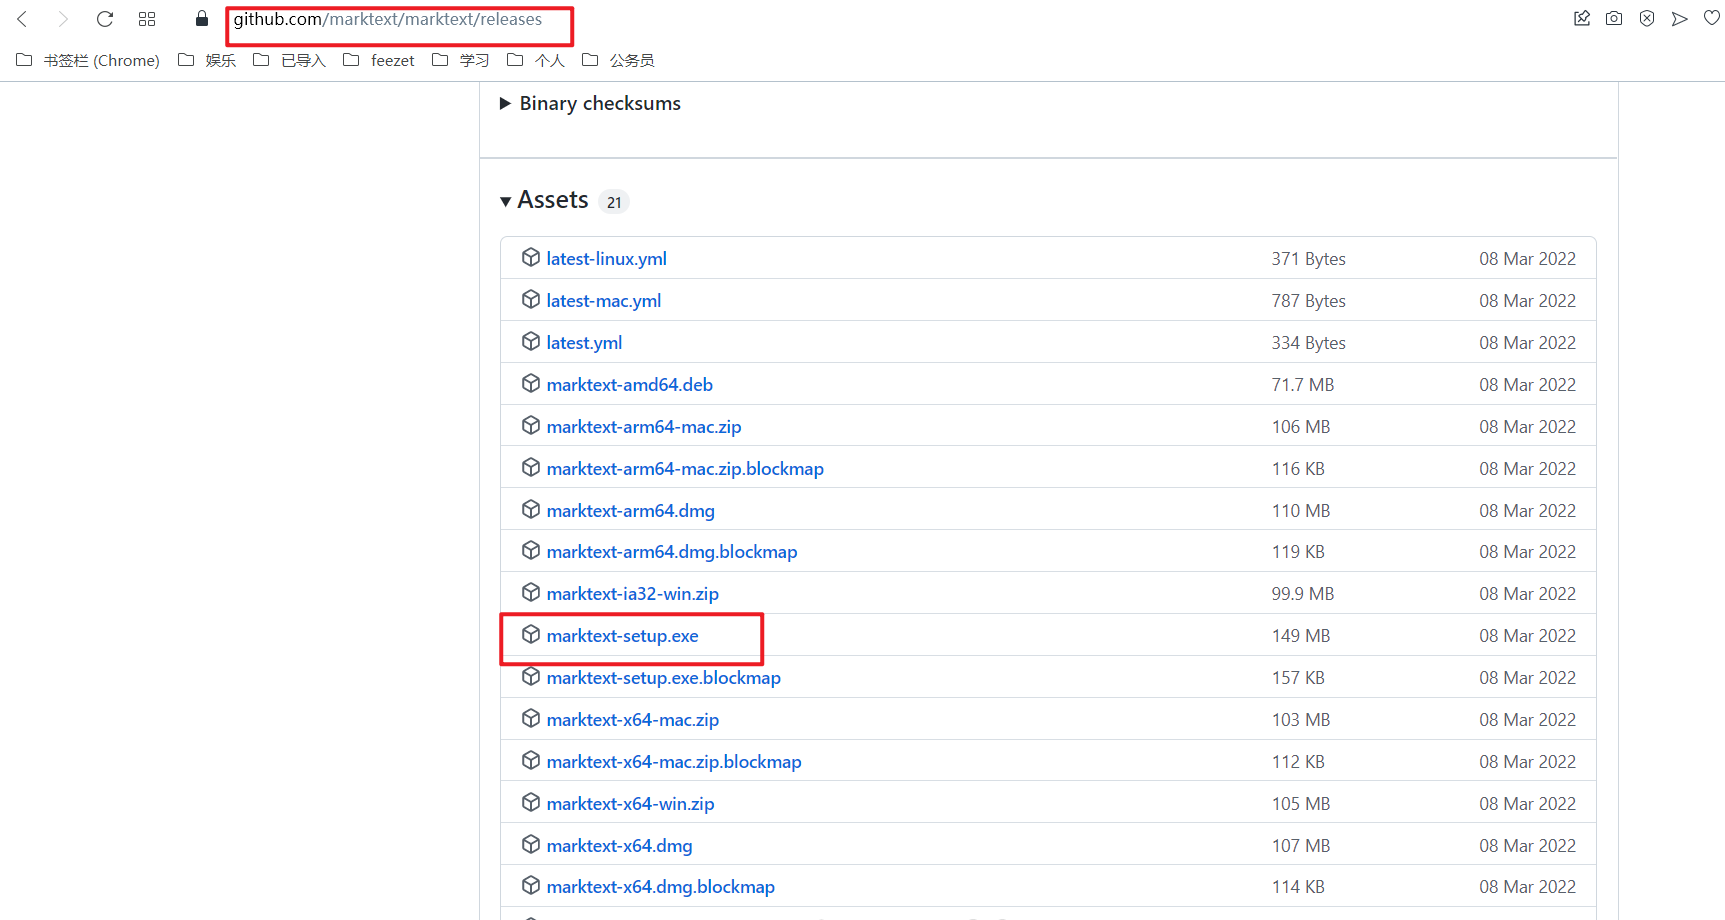 github.com/marktext/marktext/releases
书签栏 (Chrome) 娱乐 已导入 feezet 学习 个人 公务员
Binary checksums
Assets 21
latest-linux.yml 371 Bytes 08 Mar 2022
latest-mac.yml 787 Bytes 08 Mar 2022
latest.yml 334 Bytes 08 Mar 2022
marktext-amd64.deb 71.7 MB 08 Mar 2022
marktext-arm64-mac.zip 106 MB 08 Mar 2022
marktext-arm64-mac.zip.blockmap 116 KB 08 Mar 2022
marktext-arm64.dmg 110 MB 08 Mar 2022
marktext-arm64.dmg.blockmap 119 KB 08 Mar 2022
marktext-ia32-win.zip 99.9 MB 08 Mar 2022
marktext-setup.exe 149 MB 08 Mar 2022
marktext-setup.exe.blockmap 157 KB 08 Mar 2022
marktext-x64-mac.zip 103 MB 08 Mar 2022
marktext-x64-mac.zip.blockmap 112 KB 08 Mar 2022
marktext-x64-win.zip 105 MB 08 Mar 2022
marktext-x64.dmg 107 MB 08 Mar 2022
marktext-x64.dmg.blockmap 114 KB 08 Mar 2022